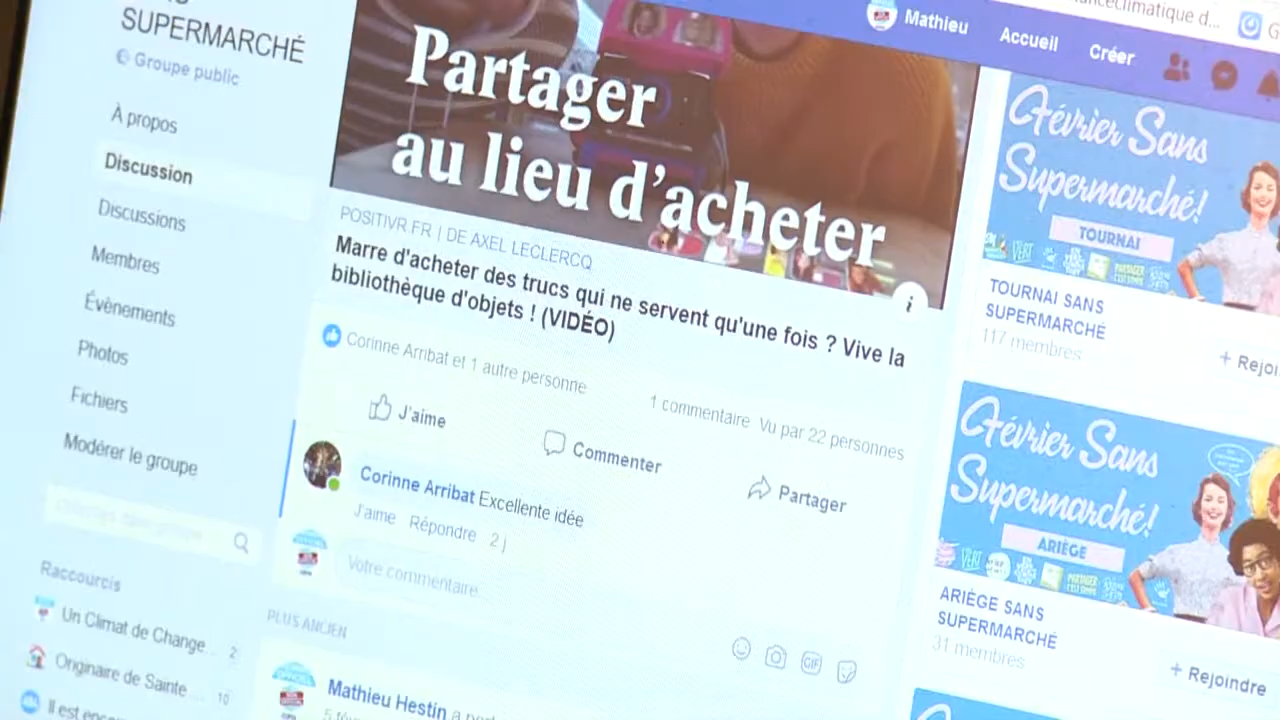 SUPERMARCHÉ
Groupe public
À propos
Discussion
Discussions
Membres
Évènements
Photos
Fichiers
Modérer le groupe
Raccourcis
Un Climat de Change...
2
Originaire de Sainte ...
10
Il est enco
Partager
au lieu d'acheter
POSITIVR.FR | DE AXEL LECLERCQ
Marre d'acheter des trucs qui ne servent qu'une fois ? Vive la
bibliothèque d'objets ! (VIDÉO)
Corinne Arribat et 1 autre personne
1 commentaire Vu par 22 personnes
J'aime
Commenter
Partager
Corinne Arribat Excellente idée
J'aime Répondre 2 j
Votre commentaire...
GIF
PLUS ANCIEN
Mathieu Hestin a
Mathieu
Accueil
Créer
Février Sans
Supermarché!
TOURNAI
TOURNAI SANS
SUPERMARCHÉ
117 membres
+ Rejoi
Février Sans
Supermarché!
ARIÈGE
ARIÈGE SANS
SUPERMARCHÉ
31 membres
+ Rejoindre